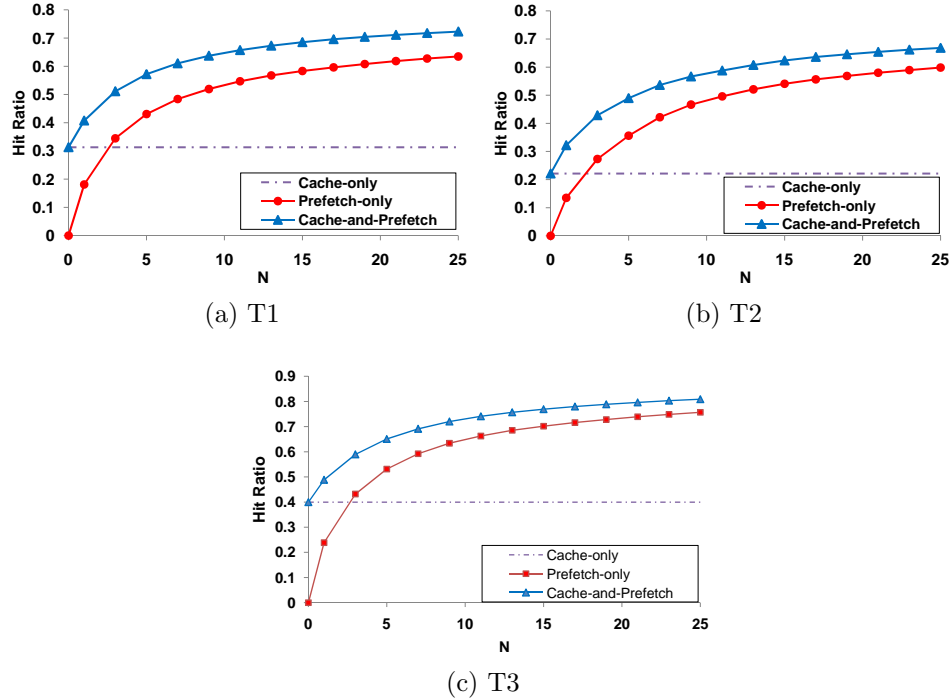 0.8
0.7
0.6
0.5
0.4
0.3
0.2
0.1
0
Hit Ratio
Cache-only
Prefetch-only
Cache-and-Prefetch
0 5 10 15 20 25
N
(a) T1
0.8
0.7
0.6
0.5
0.4
0.3
0.2
0.1
0
Hit Ratio
Cache-only
Prefetch-only
Cache-and-Prefetch
0 5 10 15 20 25
N
(b) T2
0.9
0.8
0.7
0.6
0.5
0.4
0.3
0.2
0.1
0
Hit Ratio
Cache-only
Prefetch-only
Cache-and-Prefetch
0 5 10 15 20 25
N
(c) T3